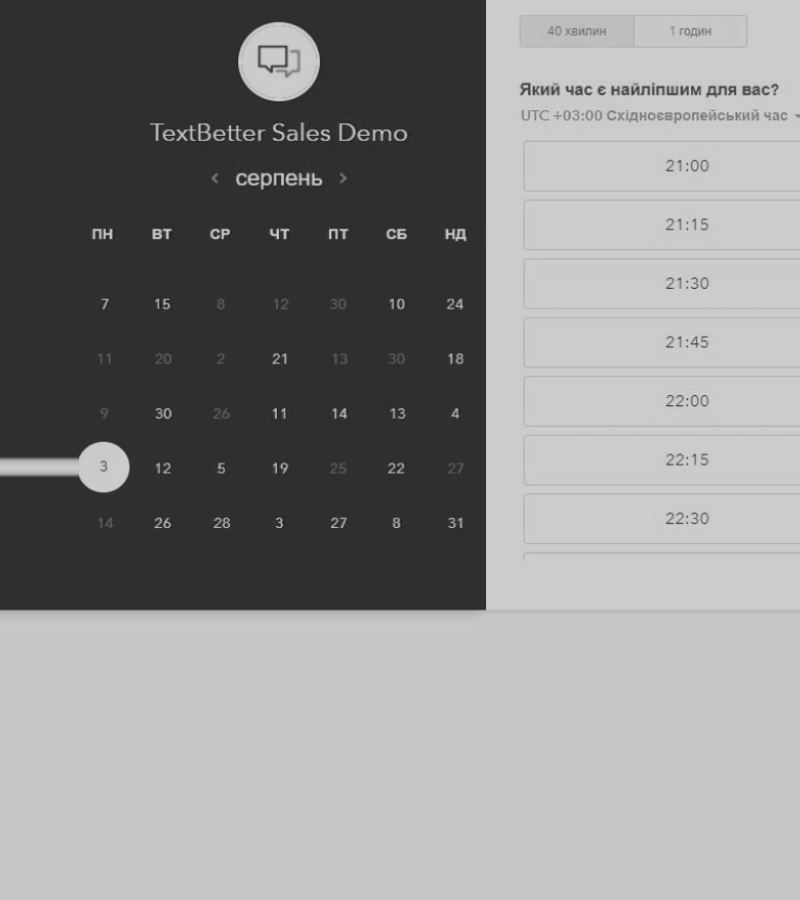 TextBetter Sales Demo
< серпень >
ПН ВТ СР ЧТ ПТ СБ НД
7 15 8 12 30 10 24
11 20 2 21 13 30 18
9 30 26 11 14 13 4
3 12 5 19 25 22 27
14 26 28 3 27 8 31
40 хвилин 1 годин
Який час є найліпшим для вас?
UTC +03:00 Східноєвропейський час
21:00
21:15
21:30
21:45
22:00
22:15
22:30